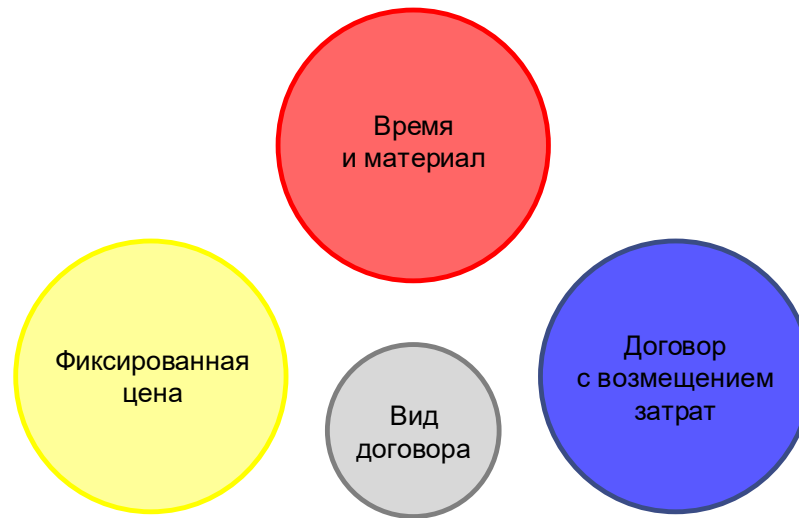 Время
и материал
Фиксированная
цена
Договор
с возмещением
затрат
Вид
договора